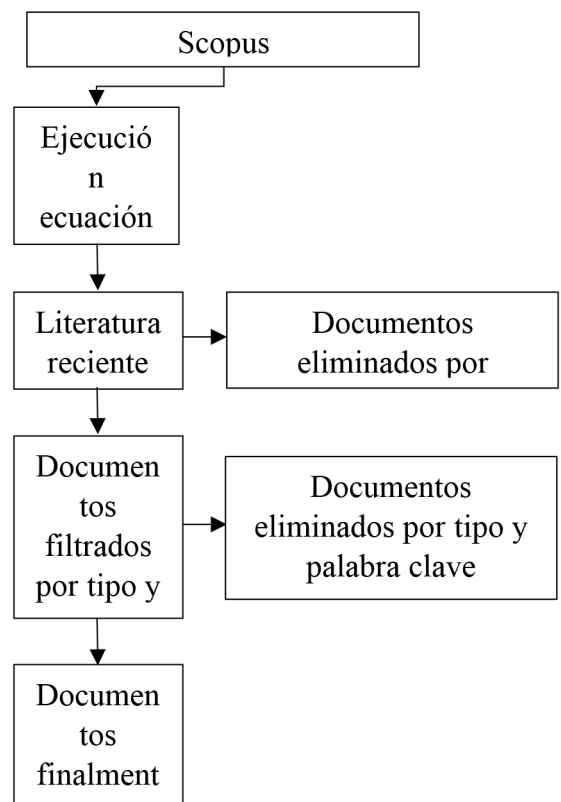 Scopus
Ejecució
n
ecuación
Literatura
reciente
Documentos
eliminados por
Documen
tos
filtrados
por tipo y
Documentos
eliminados por tipo y
palabra clave
Documen
tos
finalment